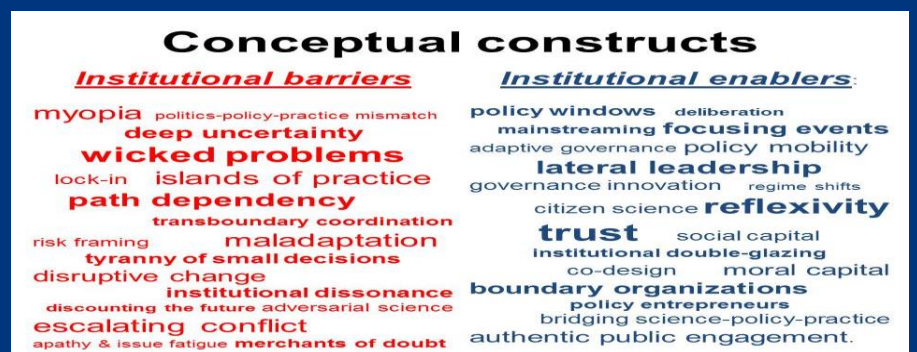 Conceptual constructs
Institutional barriers
myopia politics-policy-practice mismatch
deep uncertainty
wicked problems
lock-in islands of practice
path dependency
transboundary coordination
risk framing maladaptation
tyranny of small decisions
disruptive change
institutional dissonance
discounting the future adversarial science
escalating conflict
apathy & issue fatigue merchants of doubt
Institutional enablers:
policy windows deliberation
mainstreaming focusing events
adaptive governance policy mobility
lateral leadership
governance innovation regime shifts
citizen science reflexivity
trust social capital
institutional double-glazing
co-design moral capital
boundary organizations
policy entrepreneurs
bridging science-policy-practice
authentic public engagement.